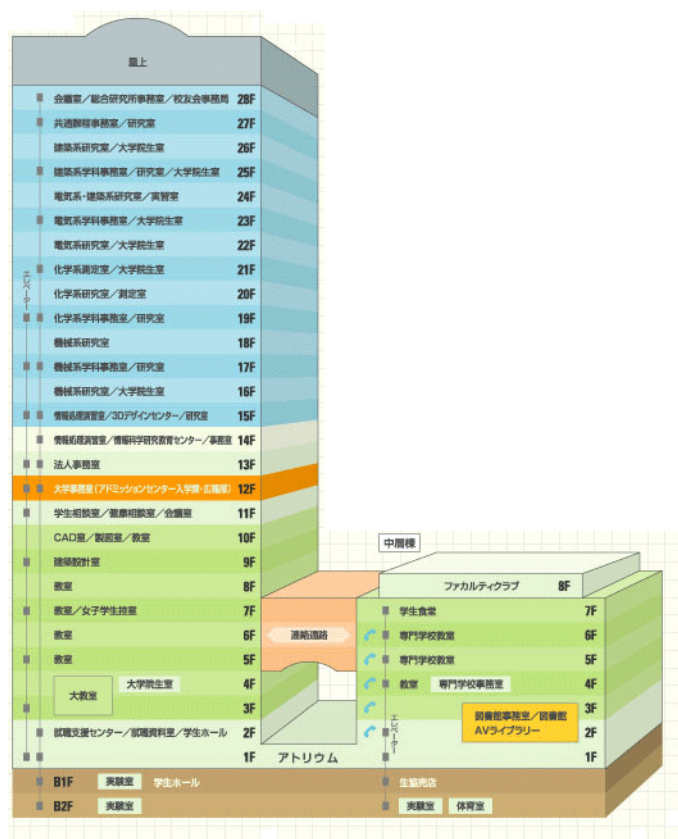 屋上
会議室／総合研究所事務室／校友会事務局 28F
共通課程事務室／研究室 27F
建築系研究室／大学院生室 26F
建築系学科事務室／研究室／大学院生室 25F
電気系・建築系研究室／実習室 24F
電気系学科事務室／大学院生室 23F
電気系研究室／大学院生室 22F
化学系測定室／大学院生室 21F
化学系研究室／測定室 20F
エレベーター
化学系学科事務室／研究室 19F
機械系研究室 18F
機械系学科事務室／研究室 17F
機械系研究室／大学院生室 16F
情報処理演習室／3Dデザインセンター／研究室 15F
情報処理演習室／情報科学研究教育センター／事務室 14F
法人事務室 13F
大学事務室（アドミッションセンター入学課・広報部） 12F
学生相談室／健康相談室／会議室 11F
CAD室／製図室／教室 10F
建築設計室 9F
教室 8F
教室／女子学生控室 7F
教室 6F
教室 5F
大学院生室 4F
大教室
3F
就職支援センター／就職資料室／学生ホール 2F
1F
アトリウム
B1F 実験室 学生ホール
B2F 実験室
連絡通路
中層棟
ファカルティクラブ 8F
学生食堂 7F
専門学校教室 6F
専門学校教室 5F
教室 専門学校事務室 4F
図書館事務室／図書館
AVライブラリー
3F
2F
エレベーター
1F
生協売店
実験室 体育室